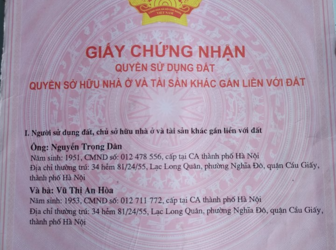 GIẤY CHỨNG NHẬN
QUYỀN SỬ DỤNG ĐẤT
QUYỀN SỞ HỮU NHÀ Ở VÀ TÀI SẢN KHÁC GẮN LIỀN VỚI ĐẤT
I. Người sử dụng đất, chủ sở hữu nhà ở và tài sản khác gắn liền với đất
Ông: Nguyễn Trọng Dân
Năm sinh: 1951, CMND số: 012 478 556, cấp tại CA thành phố Hà Nội
Địa chỉ thường trú: 34 hẻm 81/24/55, Lạc Long Quân, phường Nghĩa Đô, quận Cầu Giấy,
thành phố Hà Nội
Và bà: Vũ Thị An Hòa
Năm sinh: 1953, CMND số: 012 711 772, cấp tại CA thành phố Hà Nội
Địa chỉ thường trú: 34 hẻm 81/24/55, Lạc Long Quân, phường Nghĩa Đô, quận Cầu Giấy,
thành phố Hà Nội